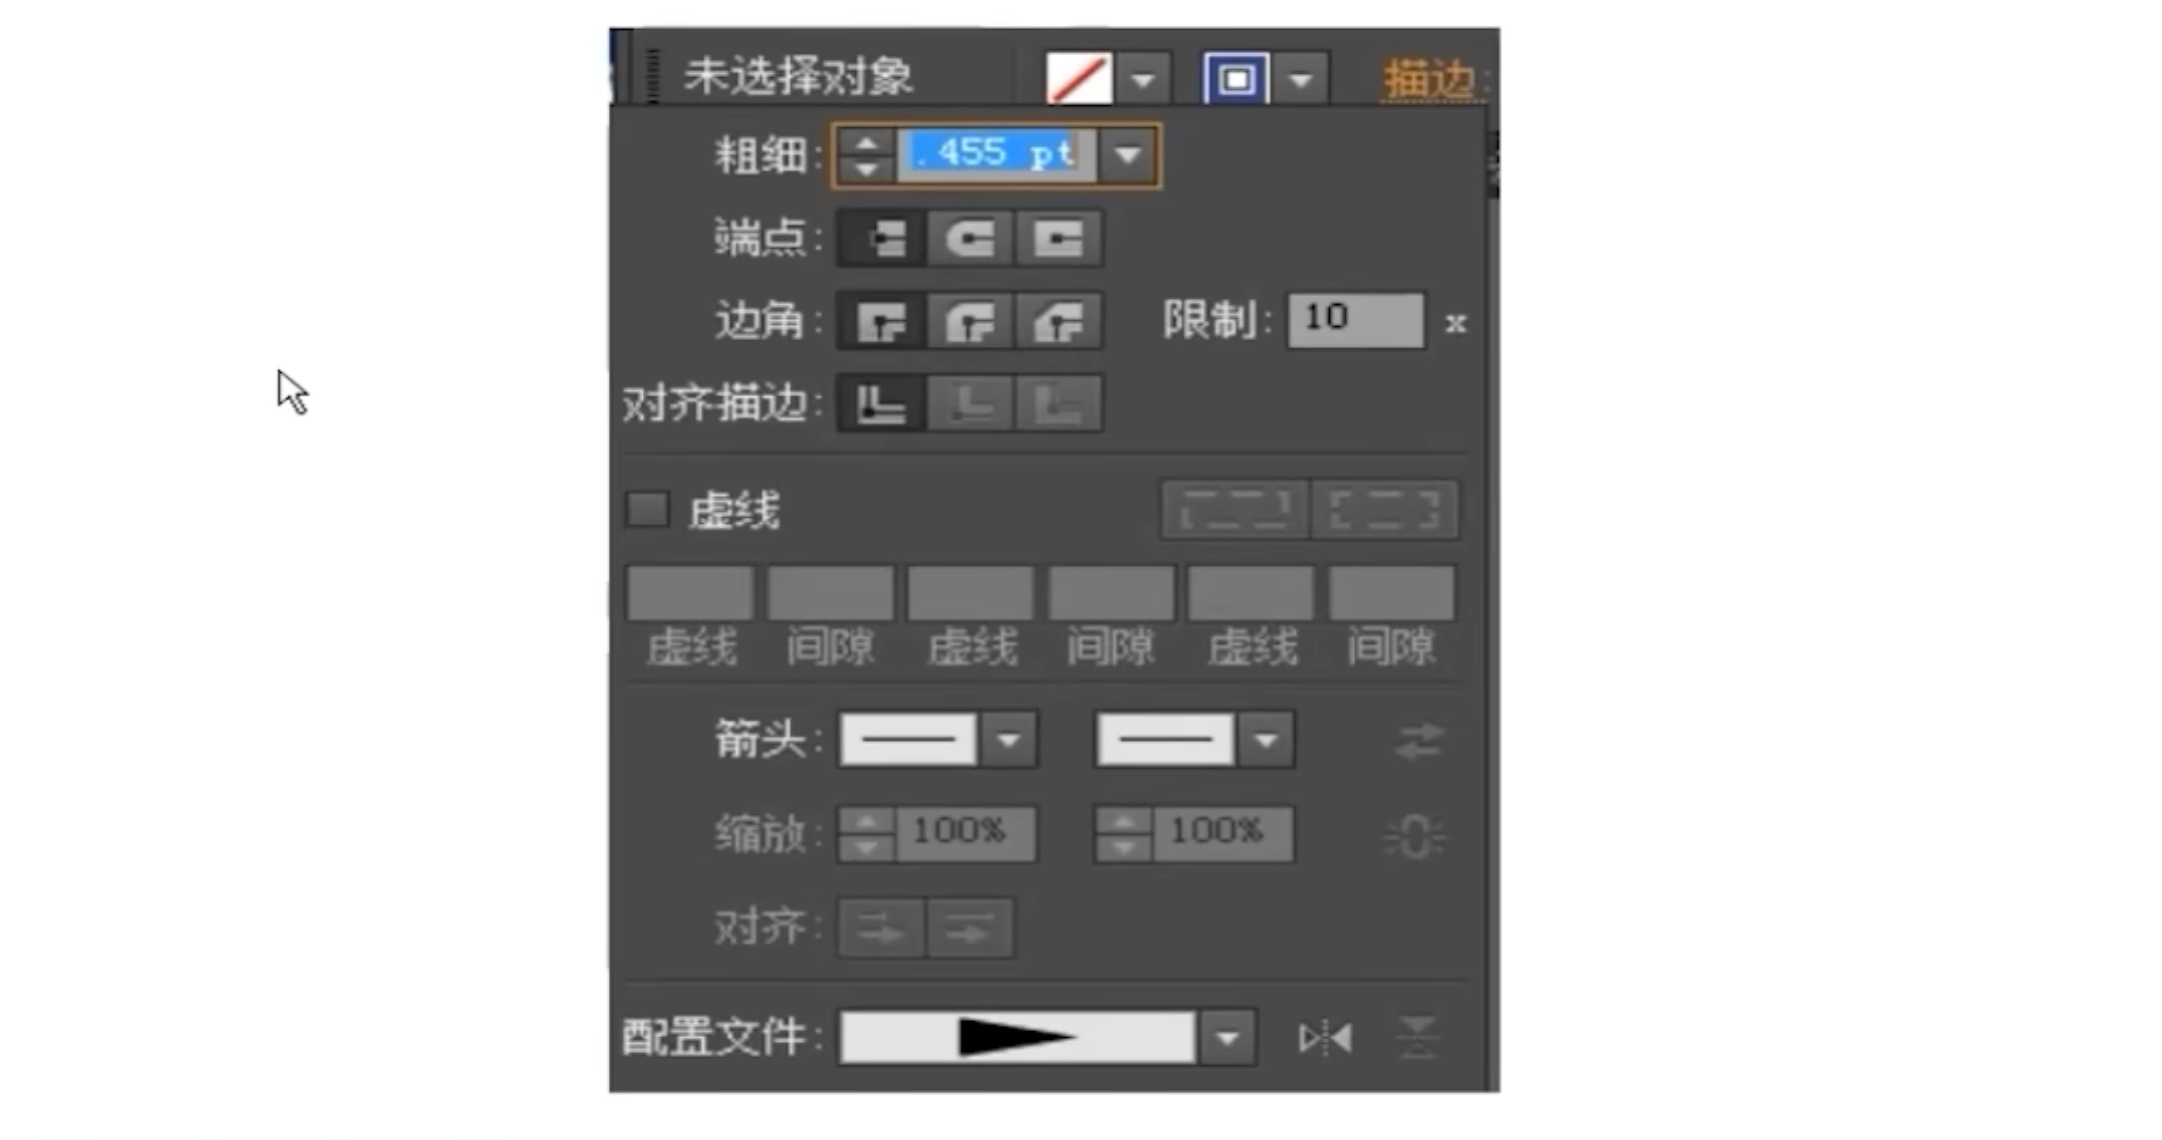 未选择对象 描边:
粗细: .455 pt
端点:
边角: 限制: 10 x
对齐描边:
虚线
虚线 间隙 虚线 间隙 虚线 间隙
箭头:
缩放: 100% 100%
对齐:
配置文件: